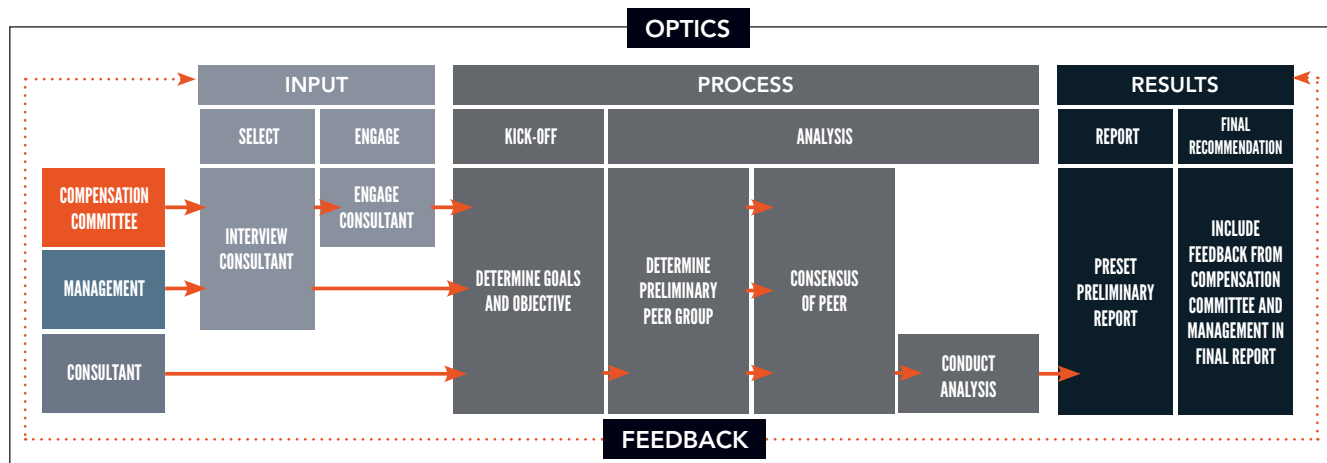 OPTICS
INPUT
PROCESS
RESULTS
SELECT
ENGAGE
KICK-OFF
ANALYSIS
REPORT
FINAL
RECOMMENDATION
COMPENSATION
COMMITTEE
MANAGEMENT
CONSULTANT
INTERVIEW
CONSULTANT
ENGAGE
CONSULTANT
DETERMINE GOALS
AND OBJECTIVE
DETERMINE
PRELIMINARY
PEER GROUP
CONSENSUS
OF PEER
CONDUCT
ANALYSIS
PRESET
PRELIMINARY
REPORT
INCLUDE
FEEDBACK FROM
COMPENSATION
COMMITTEE AND
MANAGEMENT IN
FINAL REPORT
FEEDBACK